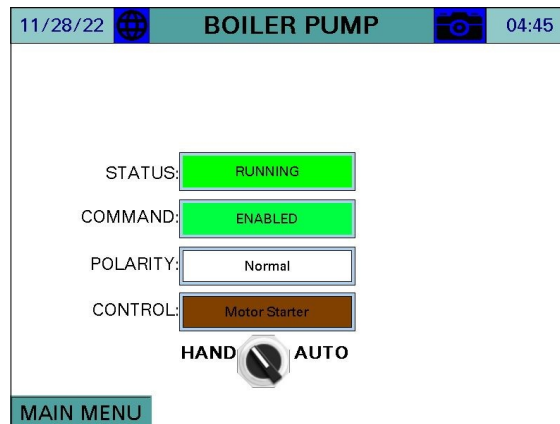 11/28/22 BOILER PUMP 04:45
STATUS: RUNNING
COMMAND: ENABLED
POLARITY: Normal
CONTROL: Motor Starter
HAND AUTO
MAIN MENU